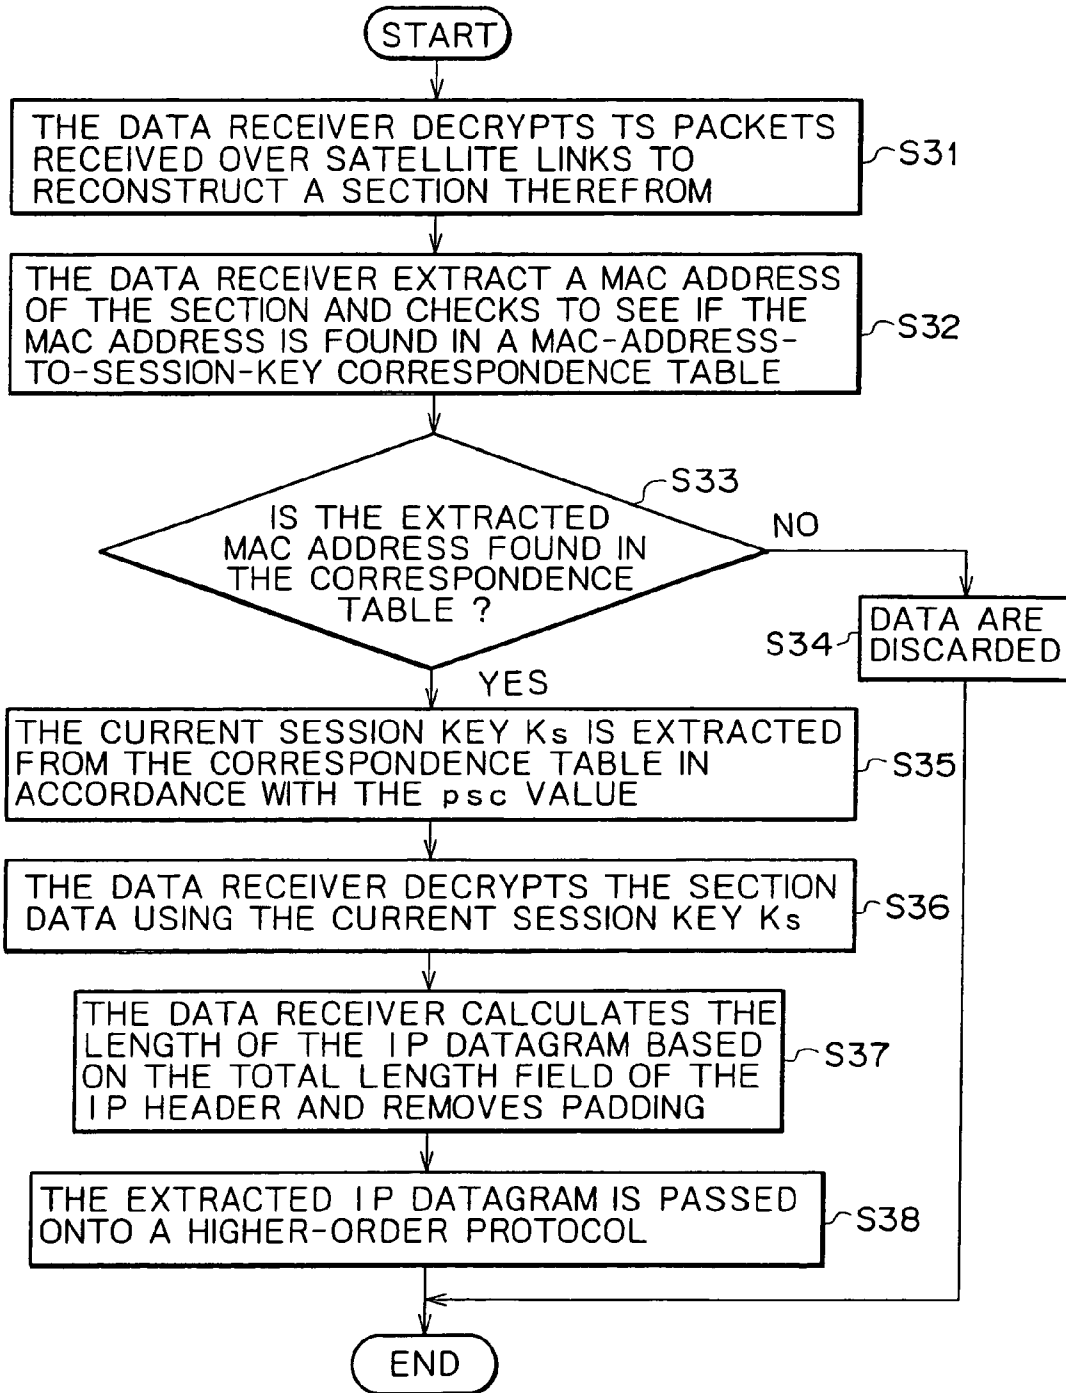 START
THE DATA RECEIVER DECRYPTS TS PACKETS
RECEIVED OVER SATELLITE LINKS TO
RECONSTRUCT A SECTION THEREFROM
S31
THE DATA RECEIVER EXTRACT A MAC ADDRESS
OF THE SECTION AND CHECKS TO SEE IF THE
MAC ADDRESS IS FOUND IN A MAC-ADDRESS-
TO-SESSION-KEY CORRESPONDENCE TABLE
S32
S33
IS THE EXTRACTED
MAC ADDRESS FOUND IN
THE CORRESPONDENCE
TABLE ?
NO
S34
DATA ARE
DISCARDED
YES
THE CURRENT SESSION KEY Ks IS EXTRACTED
FROM THE CORRESPONDENCE TABLE IN
ACCORDANCE WITH THE psc VALUE
S35
THE DATA RECEIVER DECRYPTS THE SECTION
DATA USING THE CURRENT SESSION KEY Ks
S36
THE DATA RECEIVER CALCULATES THE
LENGTH OF THE IP DATAGRAM BASED
ON THE TOTAL LENGTH FIELD OF THE
IP HEADER AND REMOVES PADDING
S37
THE EXTRACTED IP DATAGRAM IS PASSED
ONTO A HIGHER-ORDER PROTOCOL
S38
END